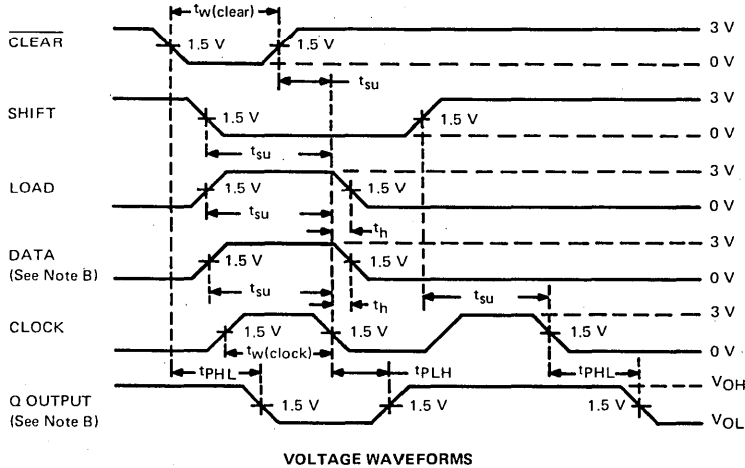 tw(clear)
CLEAR
1.5 V
1.5 V
3 V
0 V
tsu
SHIFT
1.5 V
1.5 V
3 V
0 V
tsu
LOAD
1.5 V
1.5 V
3 V
0 V
tsu
th
DATA
(See Note B)
1.5 V
1.5 V
3 V
0 V
tsu
th
tsu
CLOCK
1.5 V
1.5 V
1.5 V
3 V
0 V
tw(clock)
tPHL
tPLH
tPHL
Q OUTPUT
(See Note B)
1.5 V
1.5 V
1.5 V
VOH
VOL
VOLTAGE WAVEFORMS